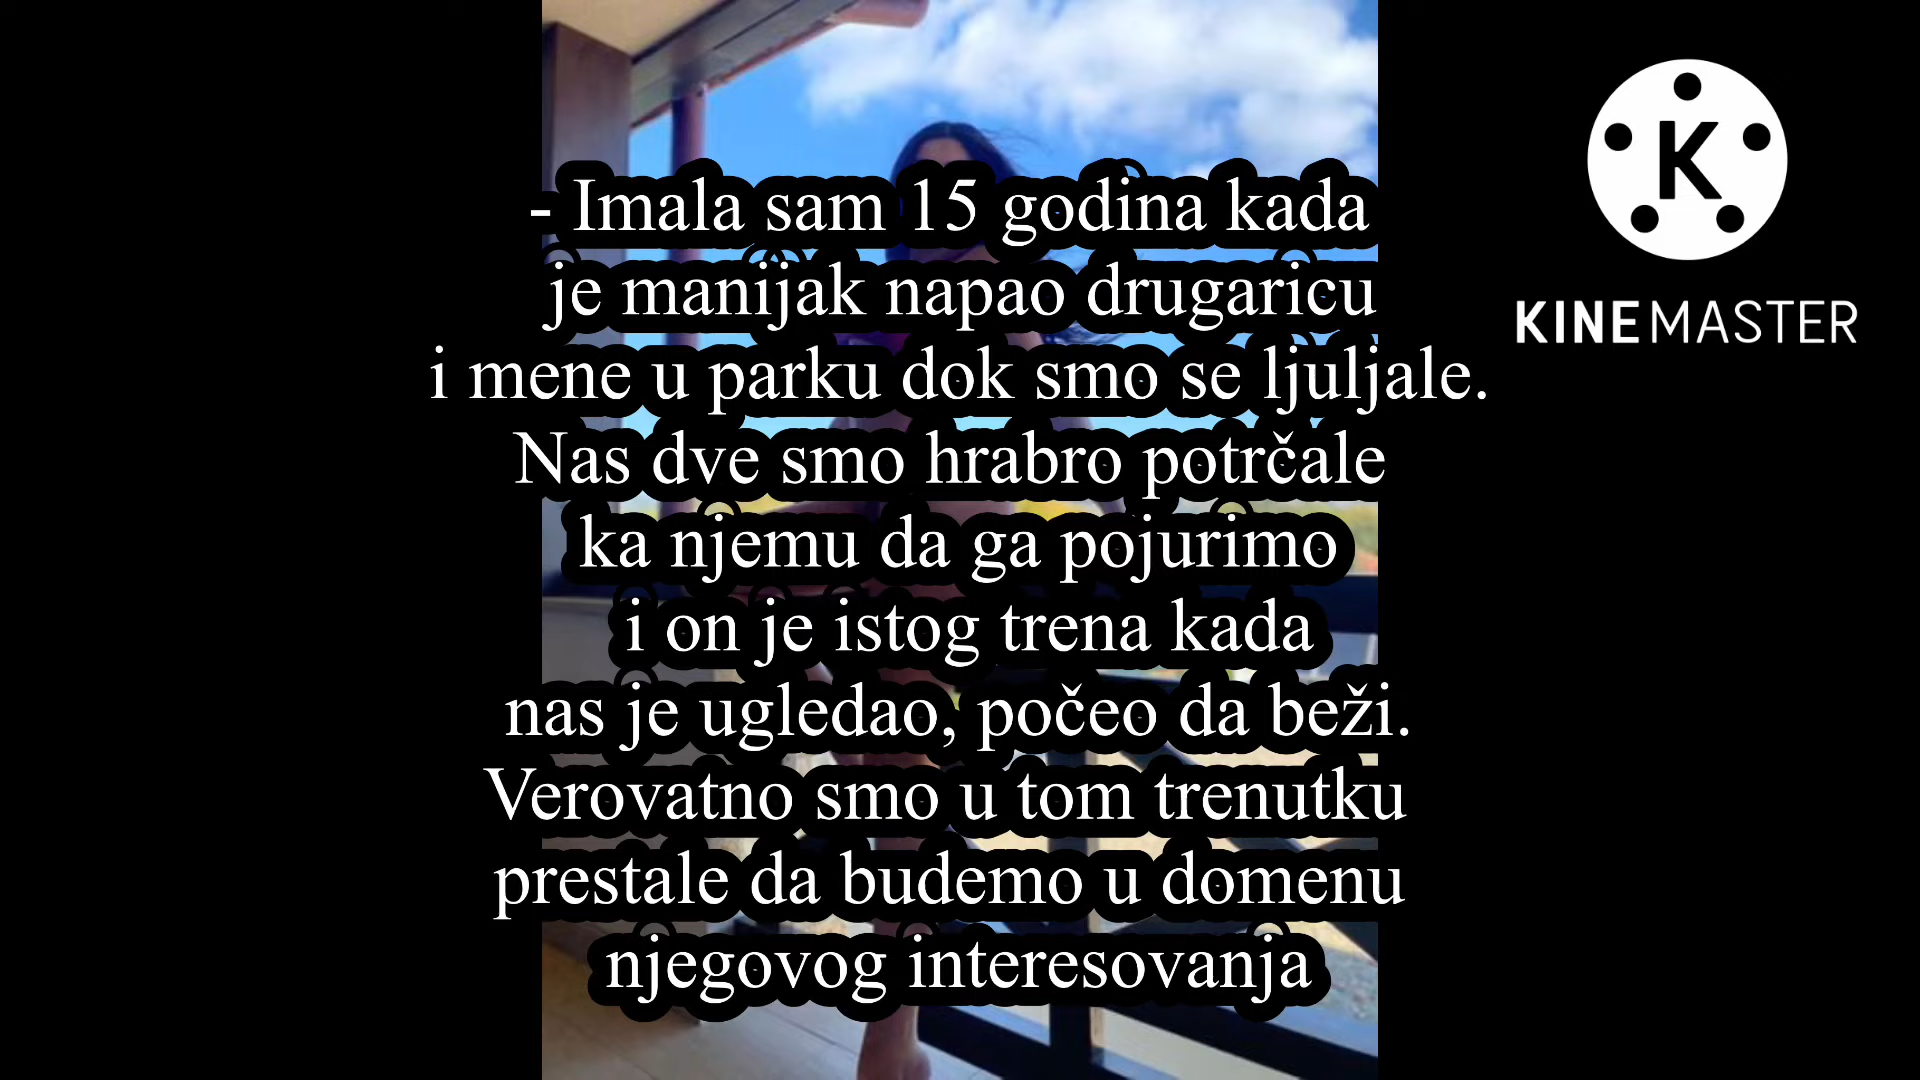 - Imala sam 15 godina kada
je manijak napao drugaricu
i mene u parku dok smo se ljuljale.
Nas dve smo hrabro potrčale
ka njemu da ga pojurimo
i on je istog trena kada
nas je ugledao, počeo da beži.
Verovatno smo u tom trenutku
prestale da budemo u domenu
njegovog interesovanja
K
KINEMASTER